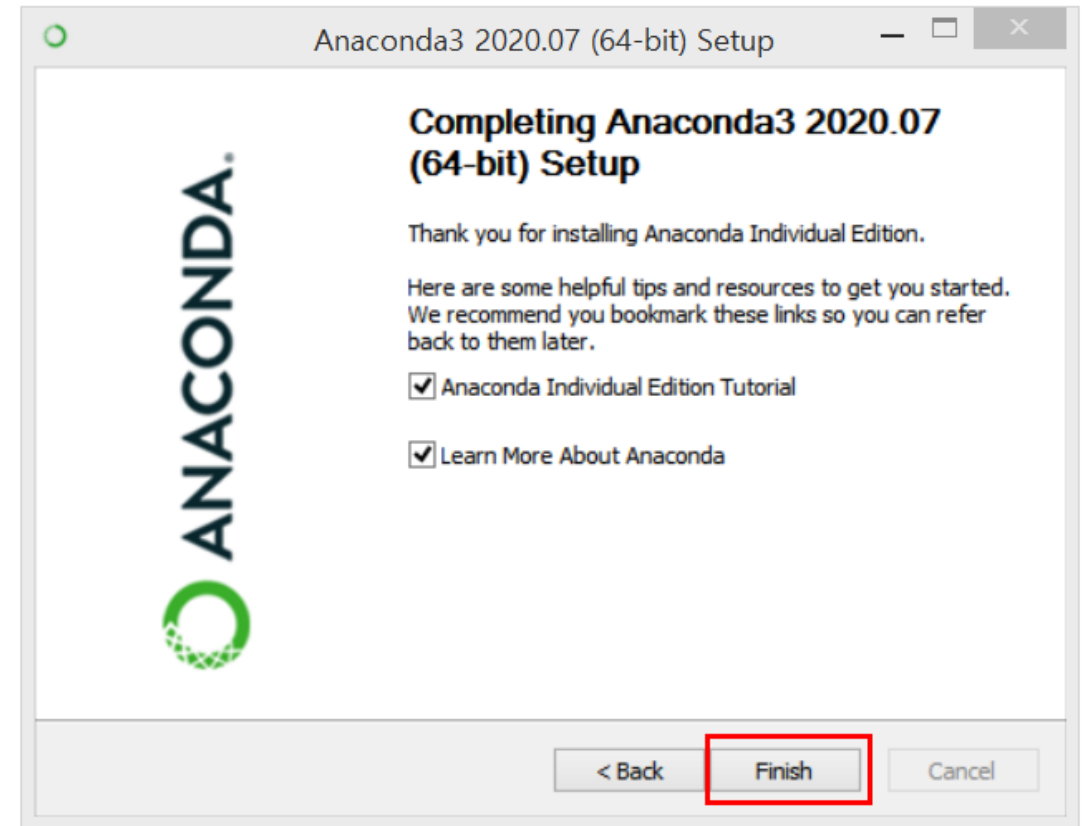 Anaconda3 2020.07 (64-bit) Setup
ANACONDA.
Completing Anaconda3 2020.07
(64-bit) Setup
Thank you for installing Anaconda Individual Edition.
Here are some helpful tips and resources to get you started.
We recommend you bookmark these links so you can refer
back to them later.
Anaconda Individual Edition Tutorial
Learn More About Anaconda
< Back
Finish
Cancel